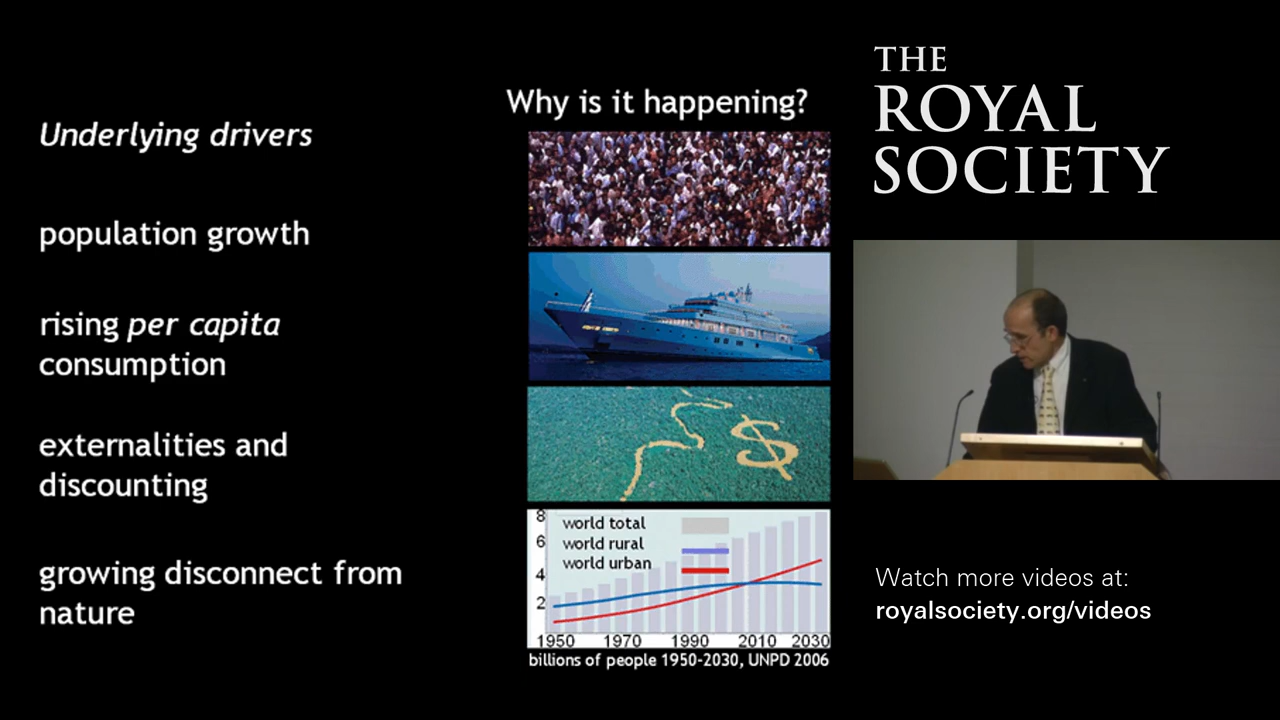 Why is it happening?
Underlying drivers
population growth
rising per capita
consumption
externalities and
discounting
growing disconnect from
nature
$
8
6
4
2
world total
world rural
world urban
1950 1970 1990 2010 2030
billions of people 1950-2030, UNPD 2006
THE
ROYAL
SOCIETY
Watch more videos at:
royalsociety.org/videos